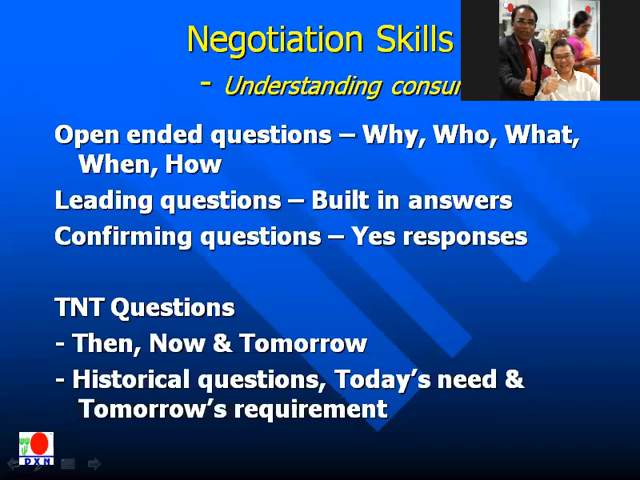 Negotiation Skills
- Understanding
Open ended questions – Why, Who, What,
When, How
Leading questions – Built in answers
Confirming questions – Yes responses
TNT Questions
- Then, Now & Tomorrow
- Historical questions, Today's need &
Tomorrow's requirement
DXN